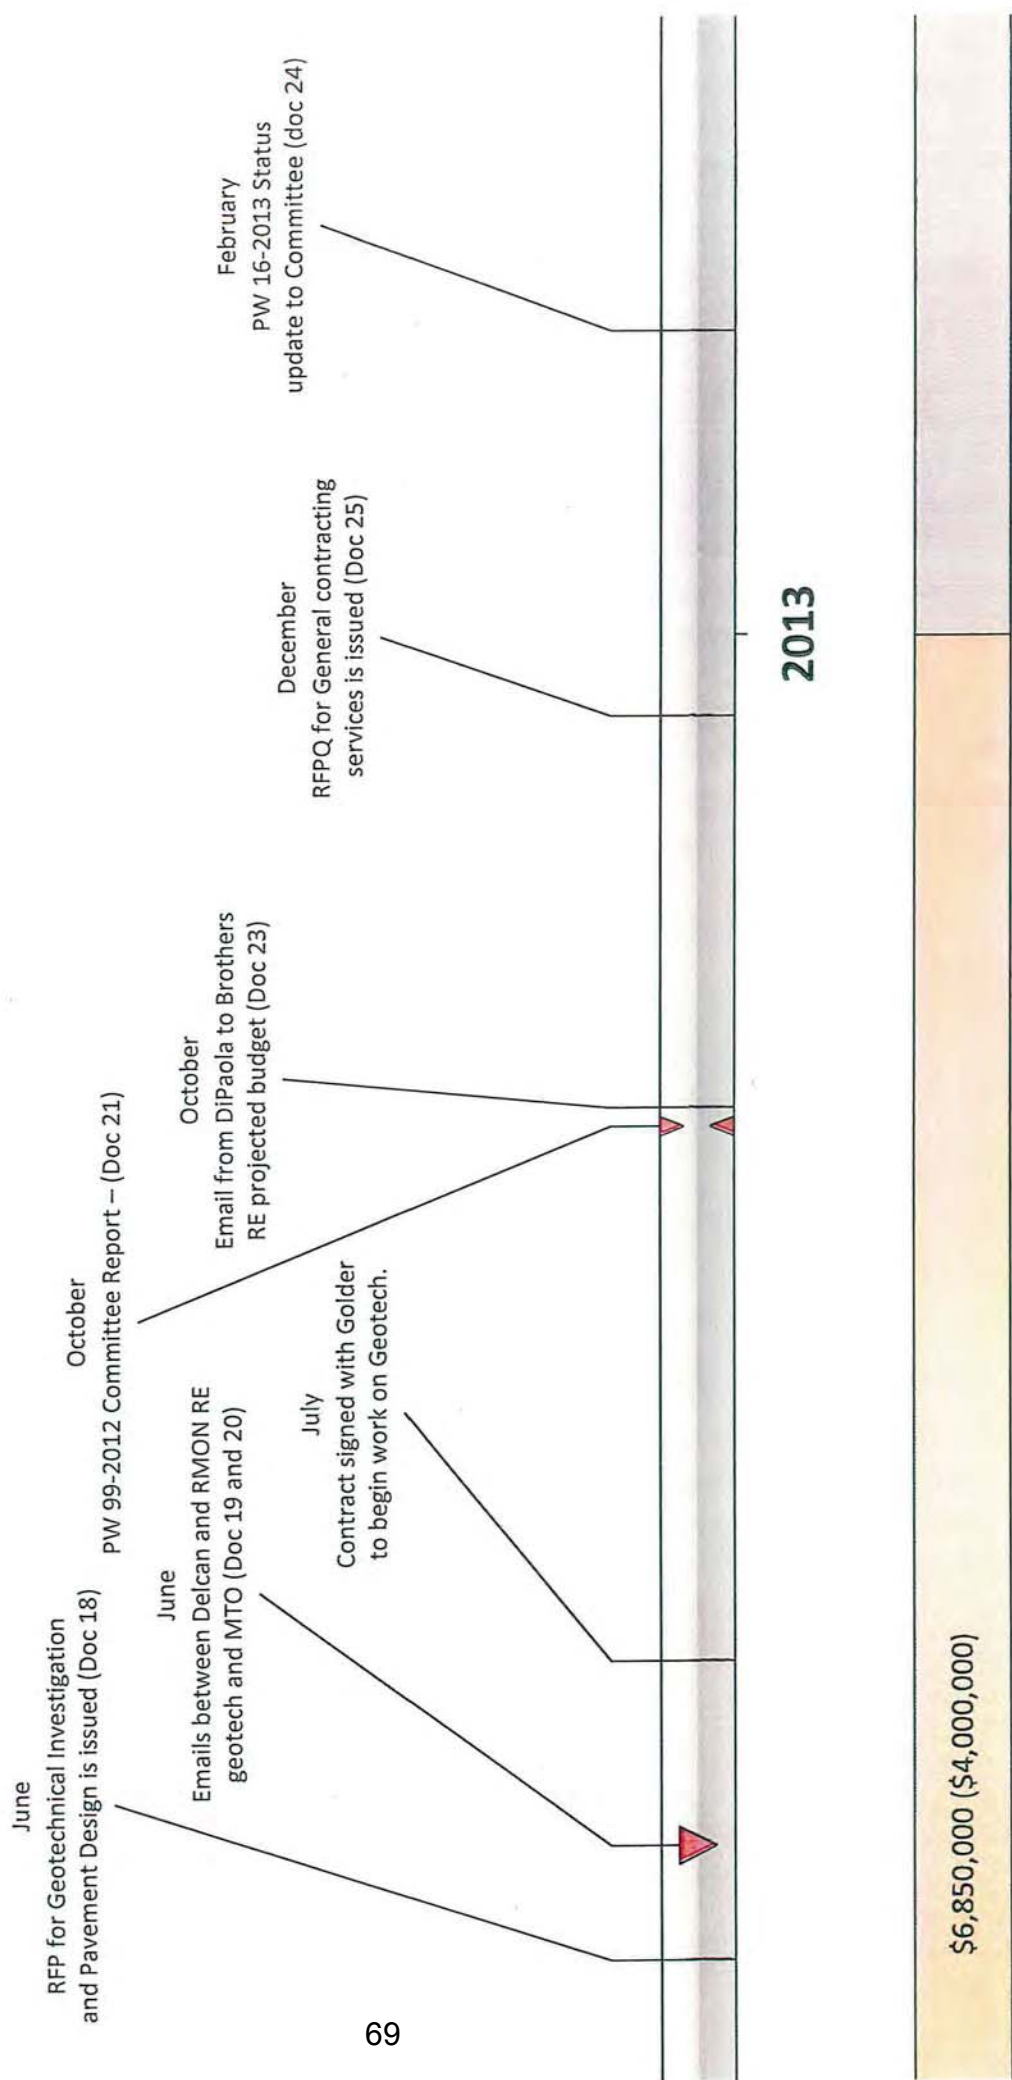 June
RFP for Geotechnical Investigation
and Pavement Design is issued (Doc 18)
June
Emails between Delcan and RMON RE
geotech and MTO (Doc 19 and 20)
July
Contract signed with Golder
to begin work on Geotech.
October
PW 99-2012 Committee Report – (Doc 21)
October
Email from DiPaola to Brothers
RE projected budget (Doc 23)
December
RFPQ for General contracting
services is issued (Doc 25)
February
PW 16-2013 Status
update to Committee (doc 24)
2013
$6,850,000 ($4,000,000)
69